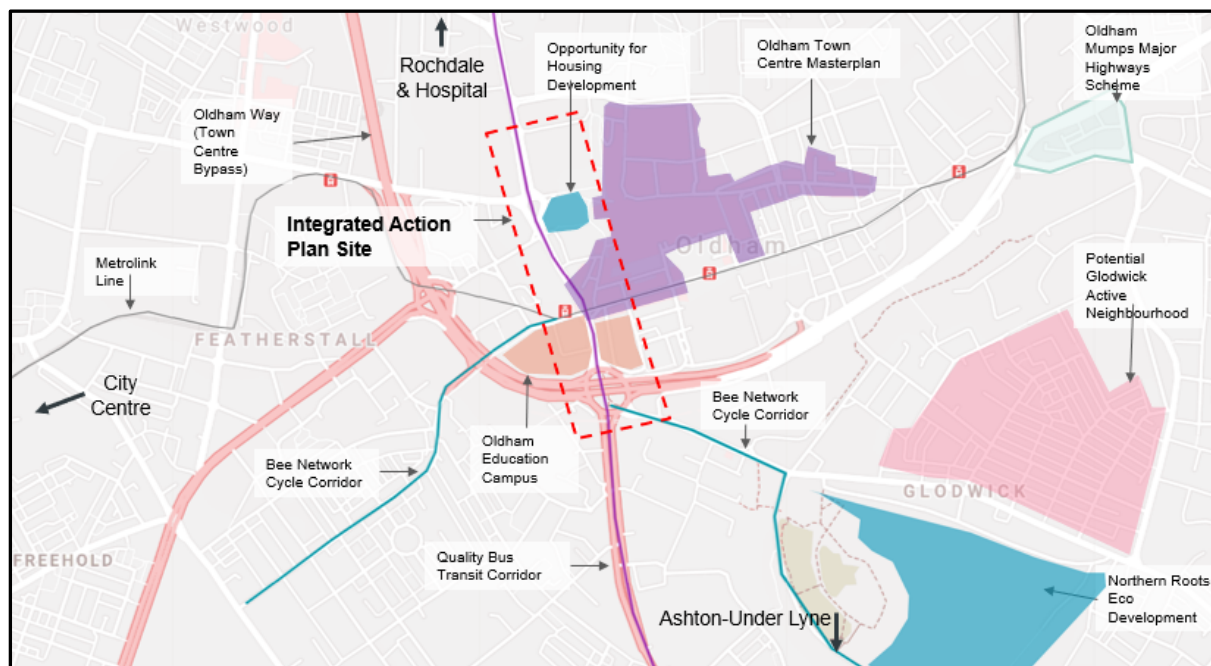 Westwood
Rochdale
& Hospital
Opportunity for
Housing
Development
Oldham Town
Centre Masterplan
Oldham
Mumps Major
Highways
Scheme
Oldham Way
(Town
Centre
Bypass)
Integrated Action
Plan Site
Metrolink
Line
Oldham
Potential
Glodwick
Active
Neighbourhood
FEATHERSTALL
City
Centre
Bee Network
Cycle Corridor
Oldham
Education
Campus
Bee Network
Cycle Corridor
GLODWICK
FREEHOLD
Quality Bus
Transit Corridor
Ashton-Under Lyne
Northern Roots
Eco
Development